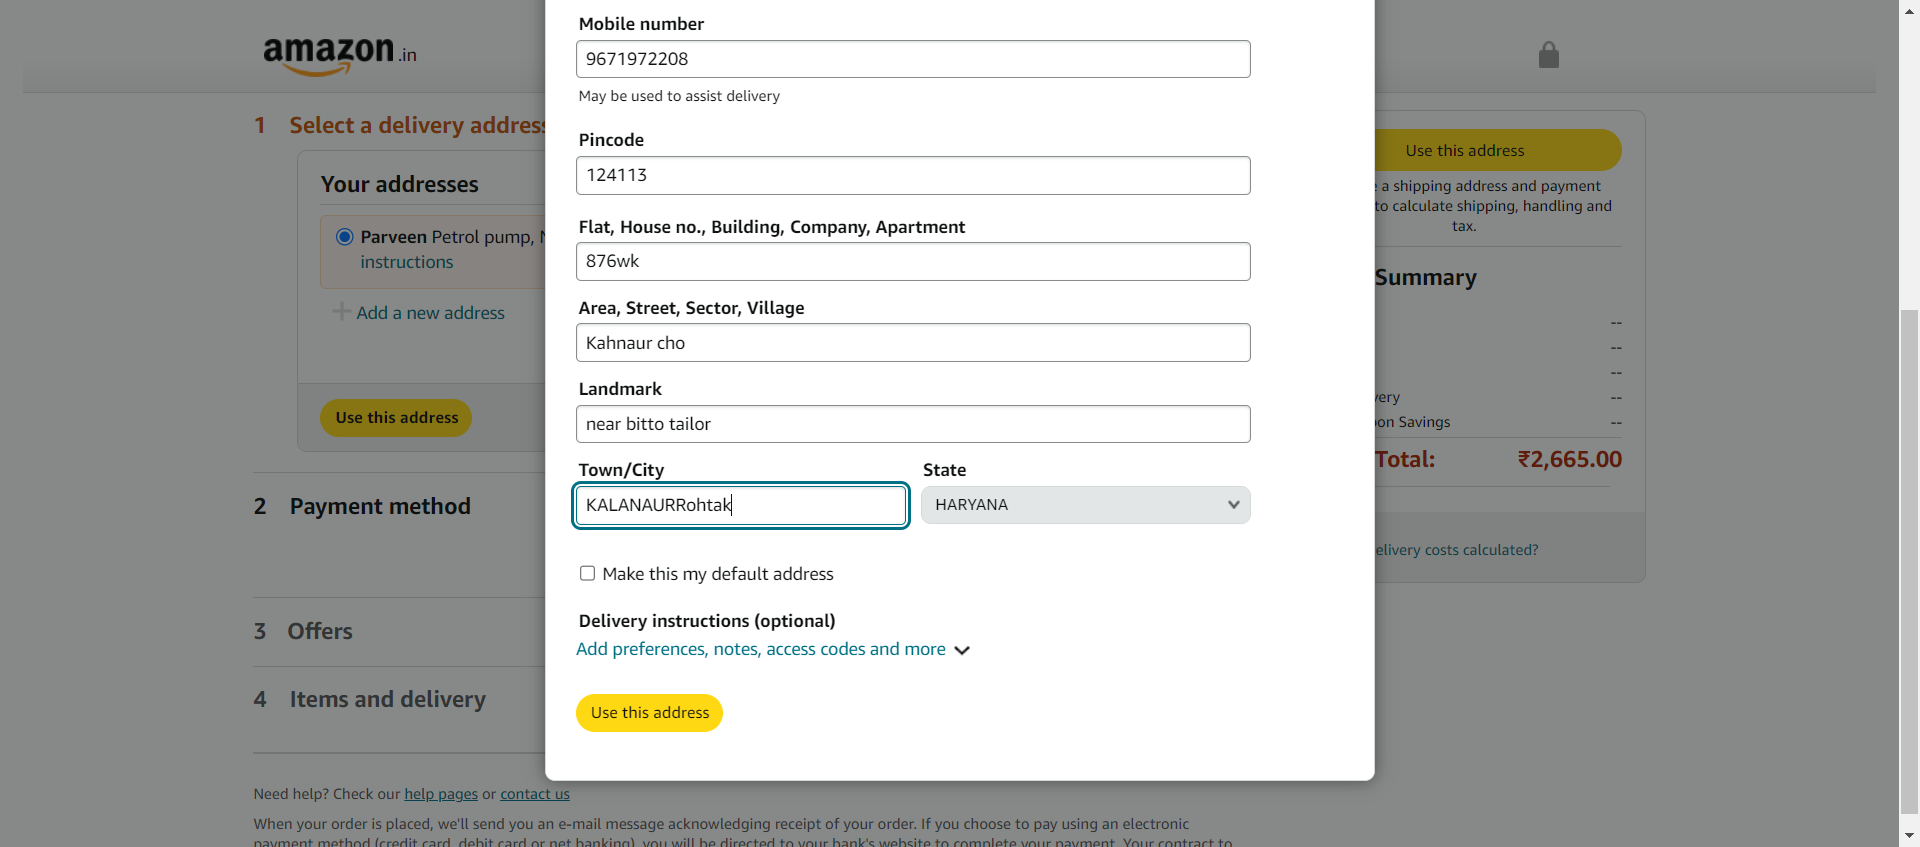 amazon.in
1 Select a delivery address
Your addresses
Parveen Petrol pump,
instructions
Add a new address
Use this address
2 Payment method
3 Offers
4 Items and delivery
Need help? Check our help pages or contact us
When your order is placed, we'll send you an e-mail message acknowledging receipt of your order. If you choose to pay using an electronic
payment method (credit card, debit card or net banking), you will be directed to your bank's website to complete your payment. Your contract to
Mobile number
9671972208
May be used to assist delivery
Pincode
124113
Flat, House no., Building, Company, Apartment
876wk
Area, Street, Sector, Village
Kahnaur cho
Landmark
near bitto tailor
Town/City State
KALANAURRohtak HARYANA
Make this my default address
Delivery instructions (optional)
Add preferences, notes, access codes and more
Use this address
Use this address
a shipping address and payment
to calculate shipping, handling and
tax.
Summary
--
--
--
very --
on Savings --
Total: ₹2,665.00
elivery costs calculated?